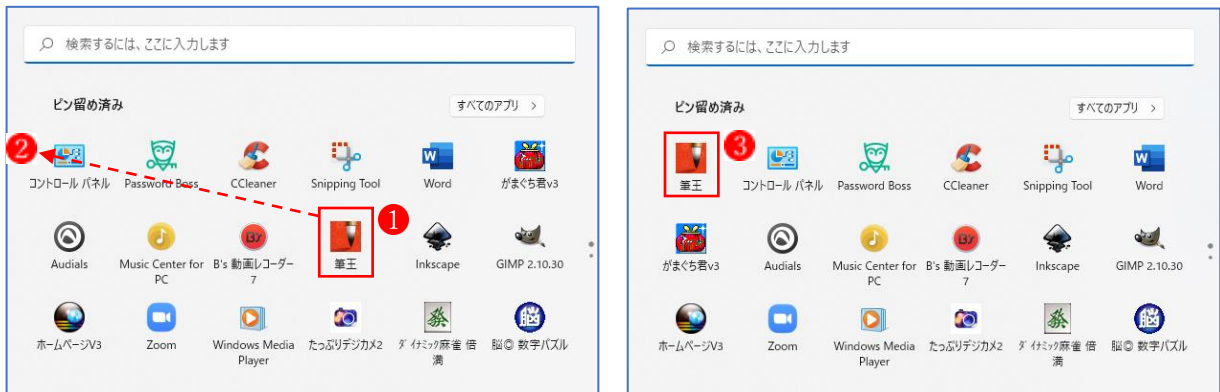 検索するには、ここに入力します
ピン留め済み
すべてのアプリ >
❷
コントロール パネル
Password Boss
CCleaner
Snipping Tool
W
Word
がまぐち君v3
❶
Audials
Music Center for
PC
B's
B's 動画レコーダー
7
筆王
Inkscape
GIMP 2.10.30
ホームページV3
Zoom
Windows Media
Player
たっぷりデジカメ2
發
ダイナミック麻雀 倍
満
脳
脳◎ 数字パズル
検索するには、ここに入力します
ピン留め済み
すべてのアプリ >
❸
筆王
コントロール パネル
Password Boss
CCleaner
Snipping Tool
W
Word
がまぐち君v3
Audials
Music Center for
PC
B's
B's 動画レコーダー
7
Inkscape
GIMP 2.10.30
ホームページV3
Zoom
Windows Media
Player
たっぷりデジカメ2
發
ダイナミック麻雀 倍
満
脳
脳◎ 数字パズル